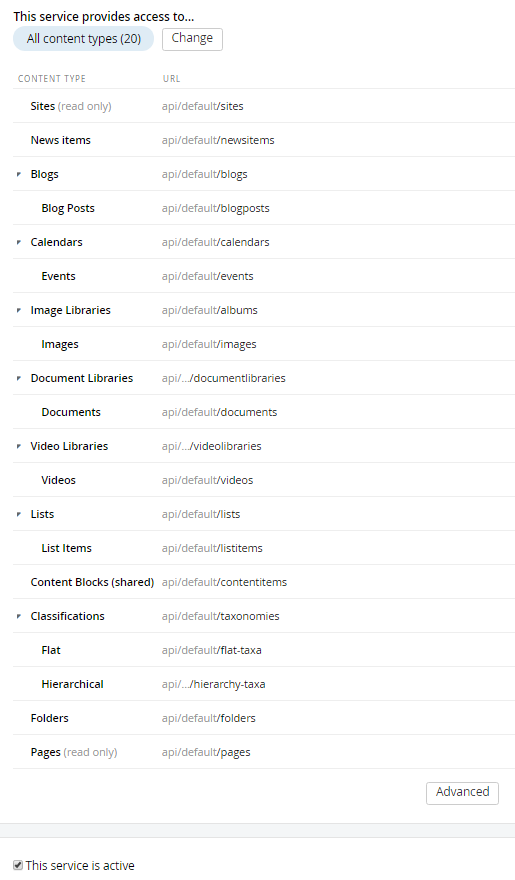 This service provides access to...
All content types (20) Change
CONTENT TYPE URL
Sites (read only) api/default/sites
News items api/default/newsitems
Blogs api/default/blogs
Blog Posts api/default/blogposts
Calendars api/default/calendars
Events api/default/events
Image Libraries api/default/albums
Images api/default/images
Document Libraries api/.../documentlibraries
Documents api/default/documents
Video Libraries api/.../videolibraries
Videos api/default/videos
Lists api/default/lists
List Items api/default/listitems
Content Blocks (shared) api/default/contentitems
Classifications api/default/taxonomies
Flat api/default/flat-taxa
Hierarchical api/.../hierarchy-taxa
Folders api/default/folders
Pages (read only) api/default/pages
Advanced
This service is active